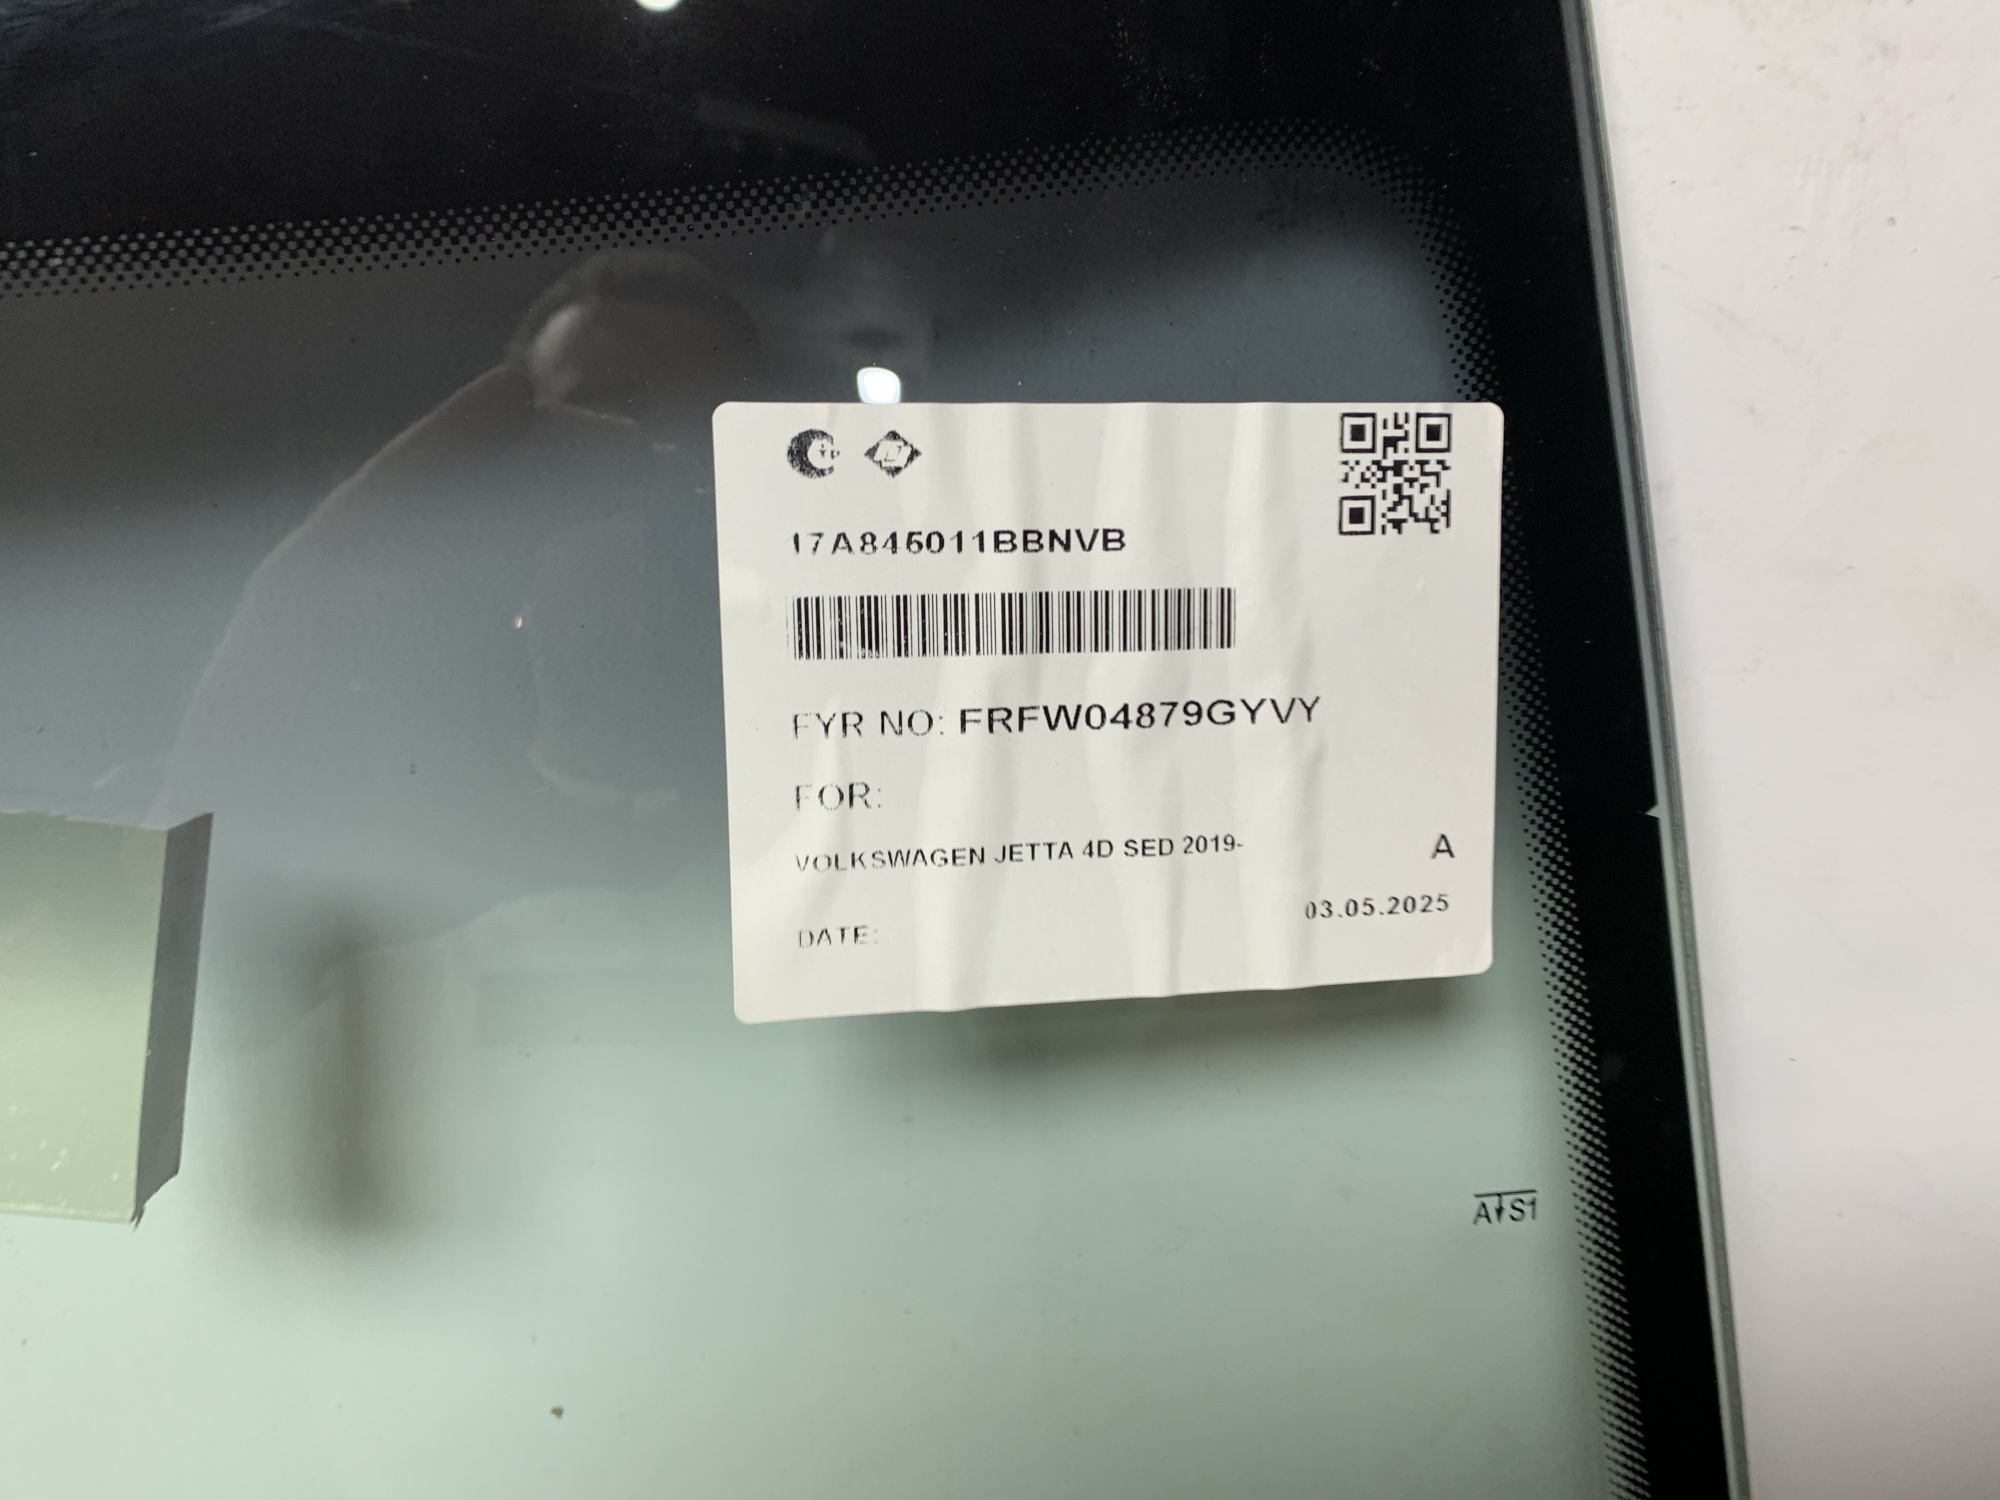 17A845011BBNVB
FYR NO: FRFW04879GYVY
FOR:
VOLKSWAGEN JETTA 4D SED 2019-
A
03.05.2025
DATE:
AS1